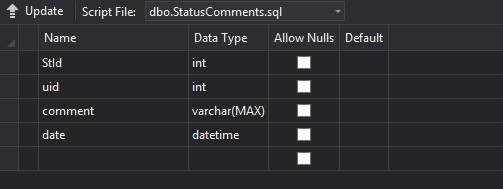 Update Script File: dbo.StatusComments.sql
Name Data Type Allow Nulls Default
StId int
uid int
comment varchar(MAX)
date datetime